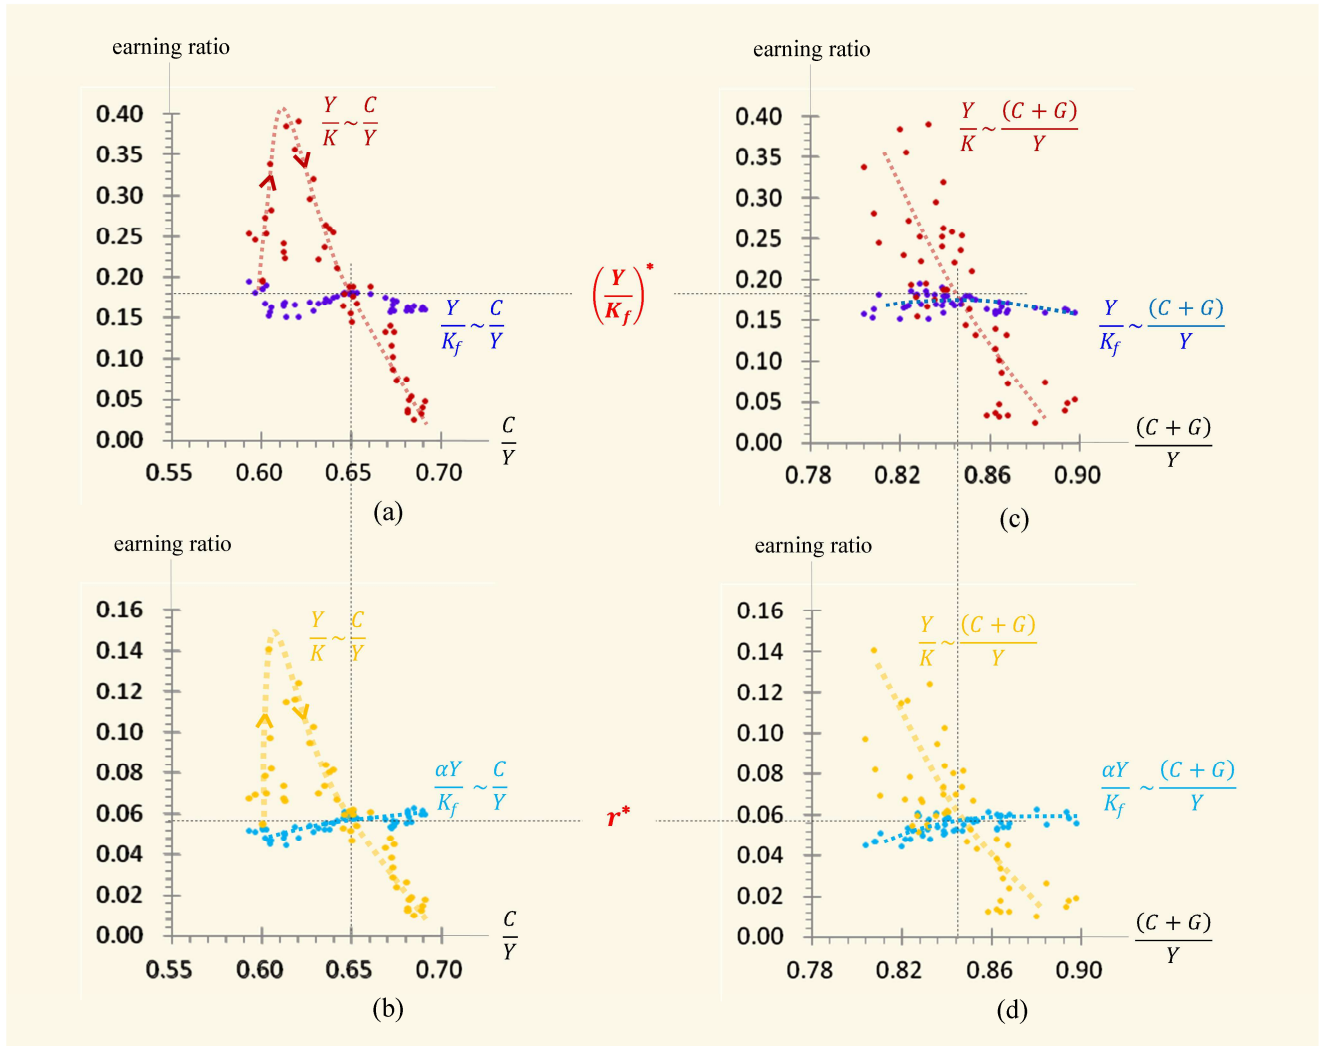 earning ratio
0.40
0.35
0.30
0.25
0.20
0.15
0.10
0.05
0.00
0.55 0.60 0.65 0.70
Y/K ~ C/Y
Y/K_f ~ C/Y
C/Y
(a)
(Y/K_f)*
earning ratio
0.40
0.35
0.30
0.25
0.20
0.15
0.10
0.05
0.00
0.78 0.82 0.86 0.90
Y/K ~ (C + G)/Y
Y/K_f ~ (C + G)/Y
(C + G)/Y
(c)
earning ratio
0.16
0.14
0.12
0.10
0.08
0.06
0.04
0.02
0.00
0.55 0.60 0.65 0.70
Y/K ~ C/Y
αY/K_f ~ C/Y
C/Y
(b)
r*
earning ratio
0.16
0.14
0.12
0.10
0.08
0.06
0.04
0.02
0.00
0.78 0.82 0.86 0.90
Y/K ~ (C + G)/Y
αY/K_f ~ (C + G)/Y
(C + G)/Y
(d)